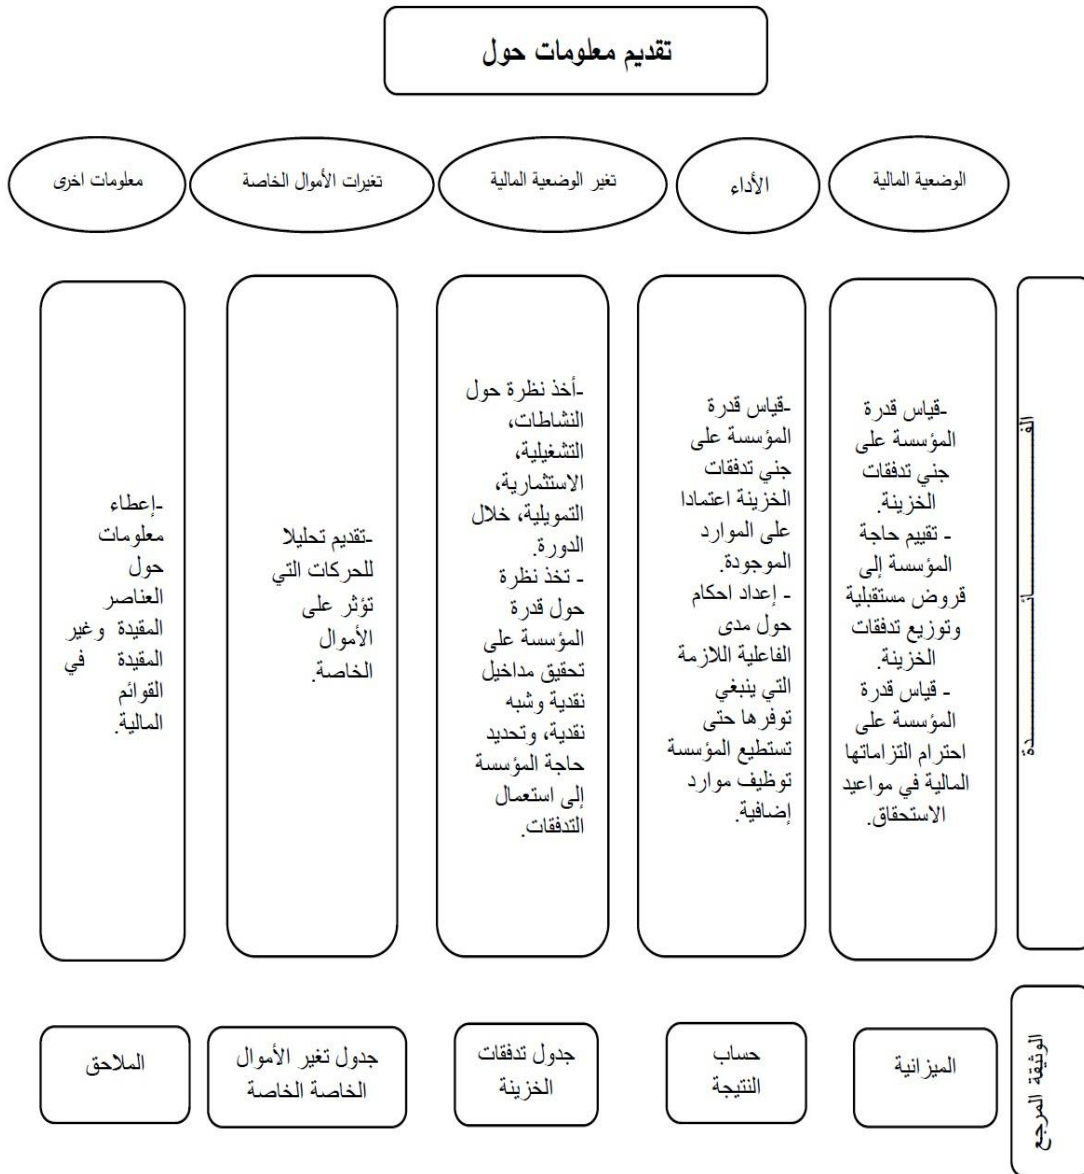 تقديم معلومات حول
الوضعية المالية
الأداء
تغير الوضعية المالية
تغيرات الأموال الخاصة
معلومات اخرى
الفـــــــائـــــــدة
-قياس قدرة
المؤسسة على
جني تدفقات
الخزينة.
- تقييم حاجة
المؤسسة إلى
قروض مستقبلية
وتوزيع تدفقات
الخزينة.
- قياس قدرة
المؤسسة على
احترام التزاماتها
المالية في مواعيد
الاستحقاق.
-قياس قدرة
المؤسسة على
جني تدفقات
الخزينة اعتمادا
على الموارد
الموجودة.
- إعداد احكام
حول مدى
الفاعلية اللازمة
التي ينبغي
توفرها حتى
تستطيع المؤسسة
توظيف موارد
إضافية.
-أخذ نظرة حول
النشاطات،
التشغيلية،
الاستثمارية،
التمويلية، خلال
الدورة.
- تخذ نظرة
حول قدرة
المؤسسة على
تحقيق مداخيل
نقدية وشبه
نقدية، وتحديد
حاجة المؤسسة
إلى استعمال
التدفقات.
-تقديم تحليلا
للحركات التي
تؤثر على
الأموال
الخاصة.
-إعطاء
معلومات
حول
العناصر
المقيدة وغير
المقيدة في
القوائم
المالية.
الوثيقة المرجع
الميزانية
حساب
النتيجة
جدول تدفقات
الخزينة
جدول تغير الأموال
الخاصة الخاصة
الملاحق